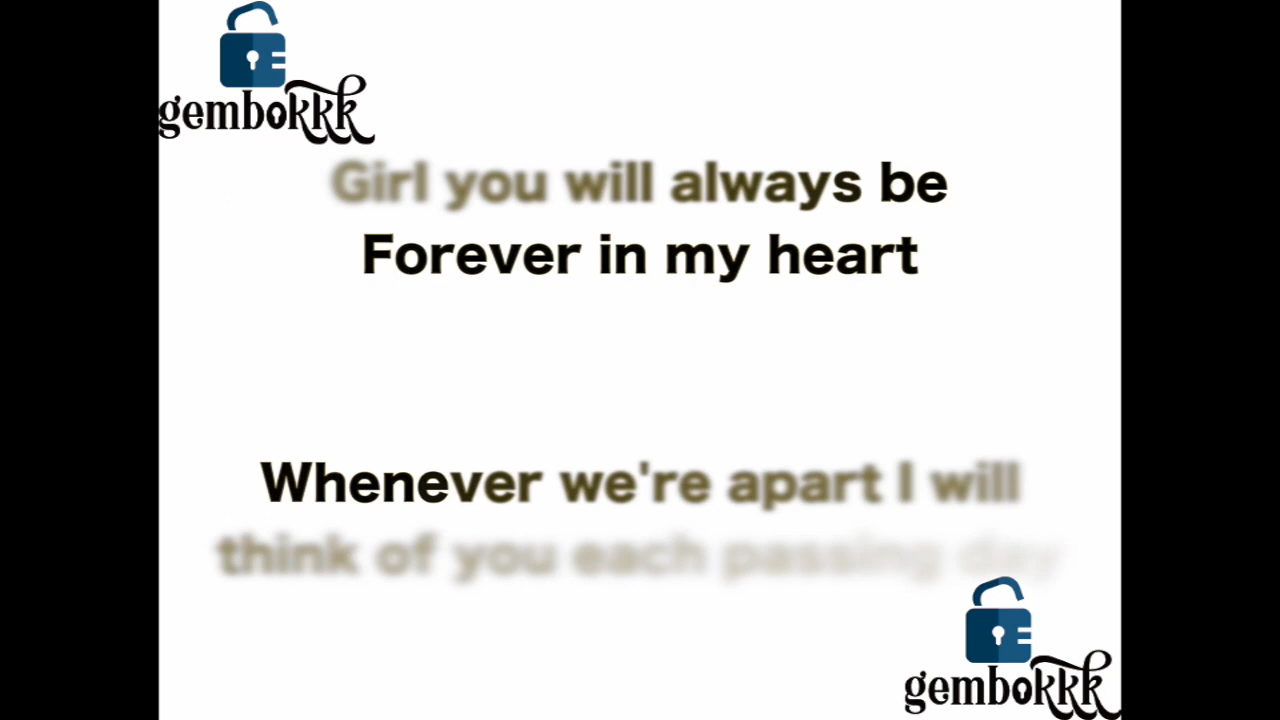 gembokkk
Girl you will always be
Forever in my heart
Whenever we're apart I will
think of you each passing day
gembokkk